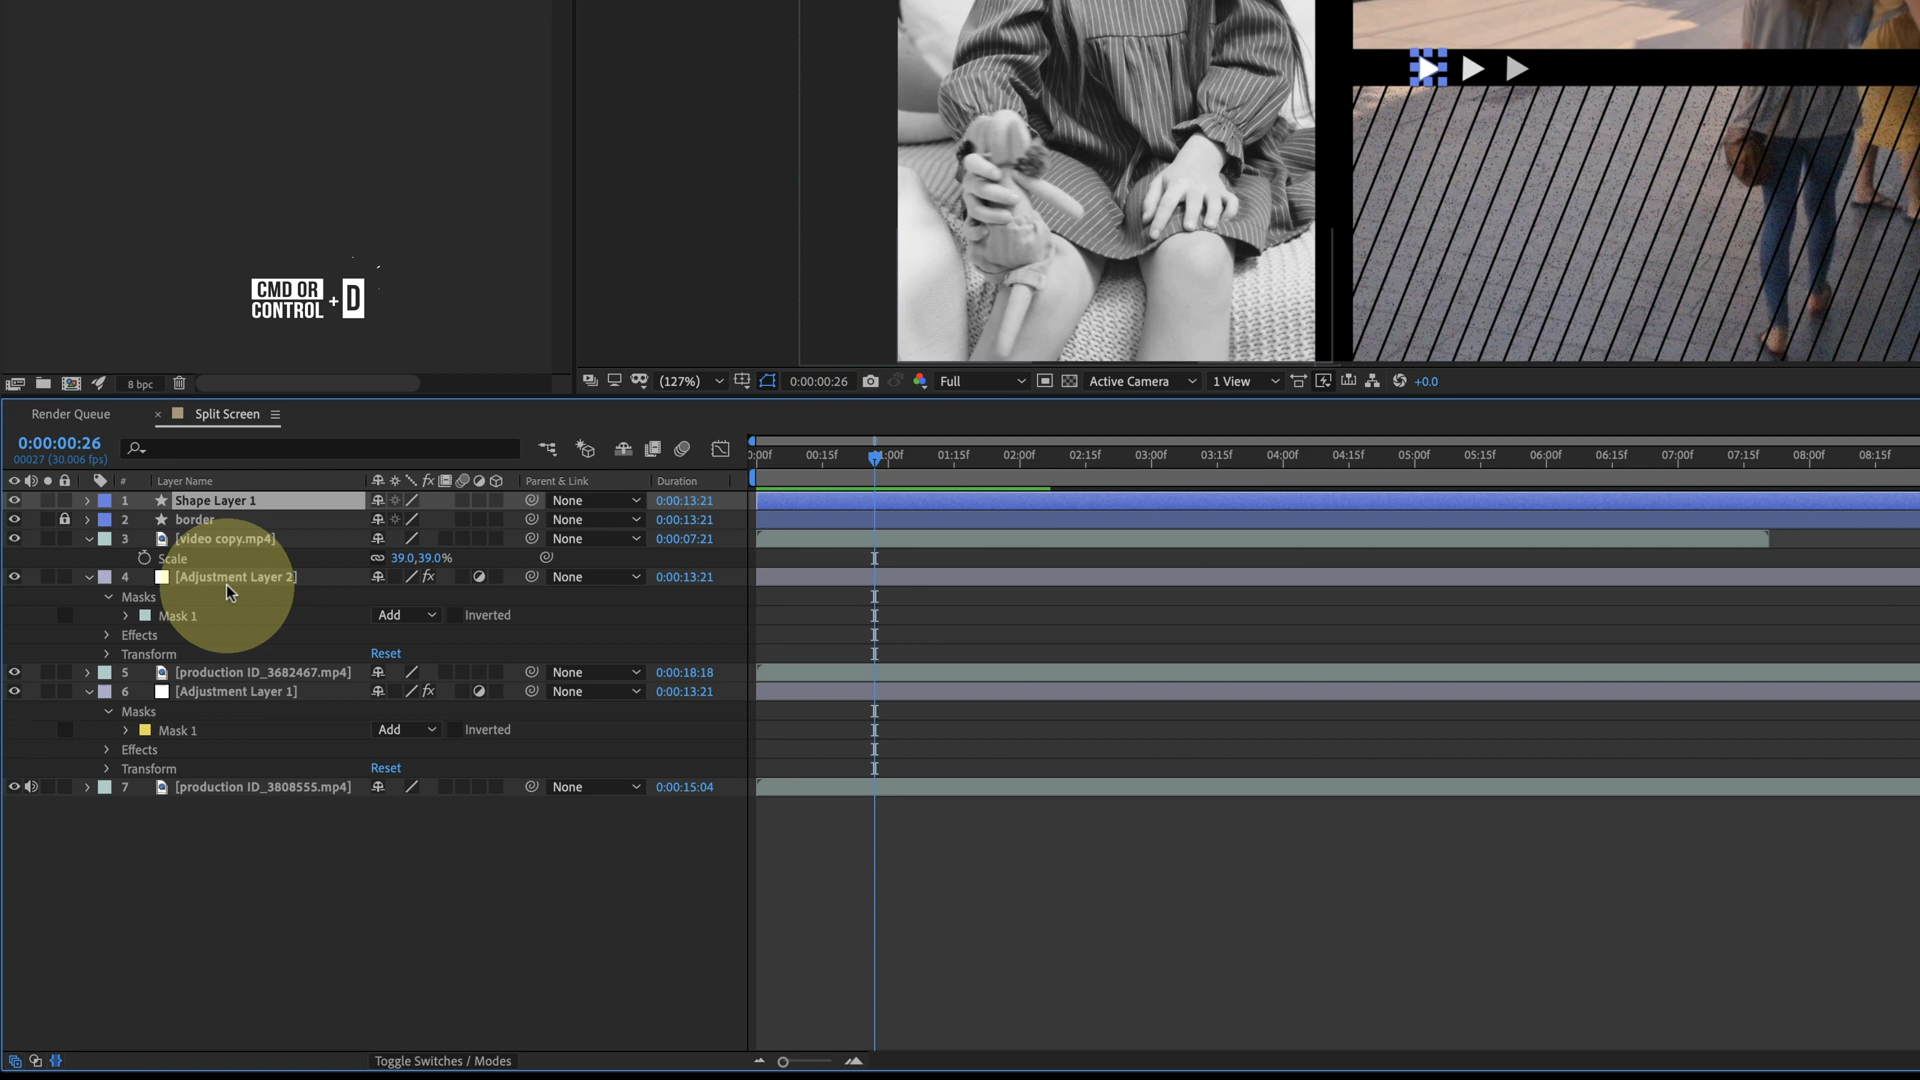 CMD OR
CONTROL + D
8 bpc
(127%)
0:00:00:26
Full
Active Camera
1 View
+0.0
Render Queue
× Split Screen
0:00:00:26
00027 (30.006 fps)
:00f 00:15f 01:00f 01:15f 02:00f 02:15f 03:00f 03:15f 04:00f 04:15f 05:00f 05:15f 06:00f 06:15f 07:00f 07:15f 08:00f 08:15f
# Layer Name fx Parent & Link Duration
1 Shape Layer 1 None 0:00:13:21
2 border None 0:00:13:21
3 [video copy.mp4] None 0:00:07:21
Scale 39.0,39.0%
4 [Adjustment Layer 2] fx None 0:00:13:21
Masks
Mask 1 Add Inverted
Effects
Transform Reset
5 [production ID_3682467.mp4] None 0:00:18:18
6 [Adjustment Layer 1] fx None 0:00:13:21
Masks
Mask 1 Add Inverted
Effects
Transform Reset
7 [production ID_3808555.mp4] None 0:00:15:04
Toggle Switches / Modes